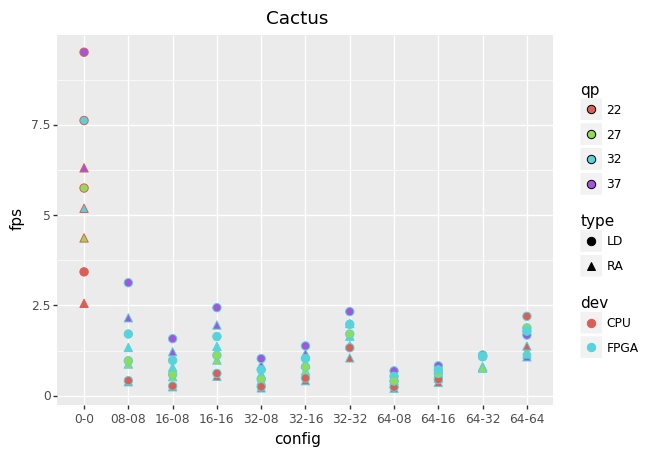 Cactus
fps
7.5
5
2.5
0
0-0 08-08 16-08 16-16 32-08 32-16 32-32 64-08 64-16 64-32 64-64
config
qp
22
27
32
37
type
LD
RA
dev
CPU
FPGA